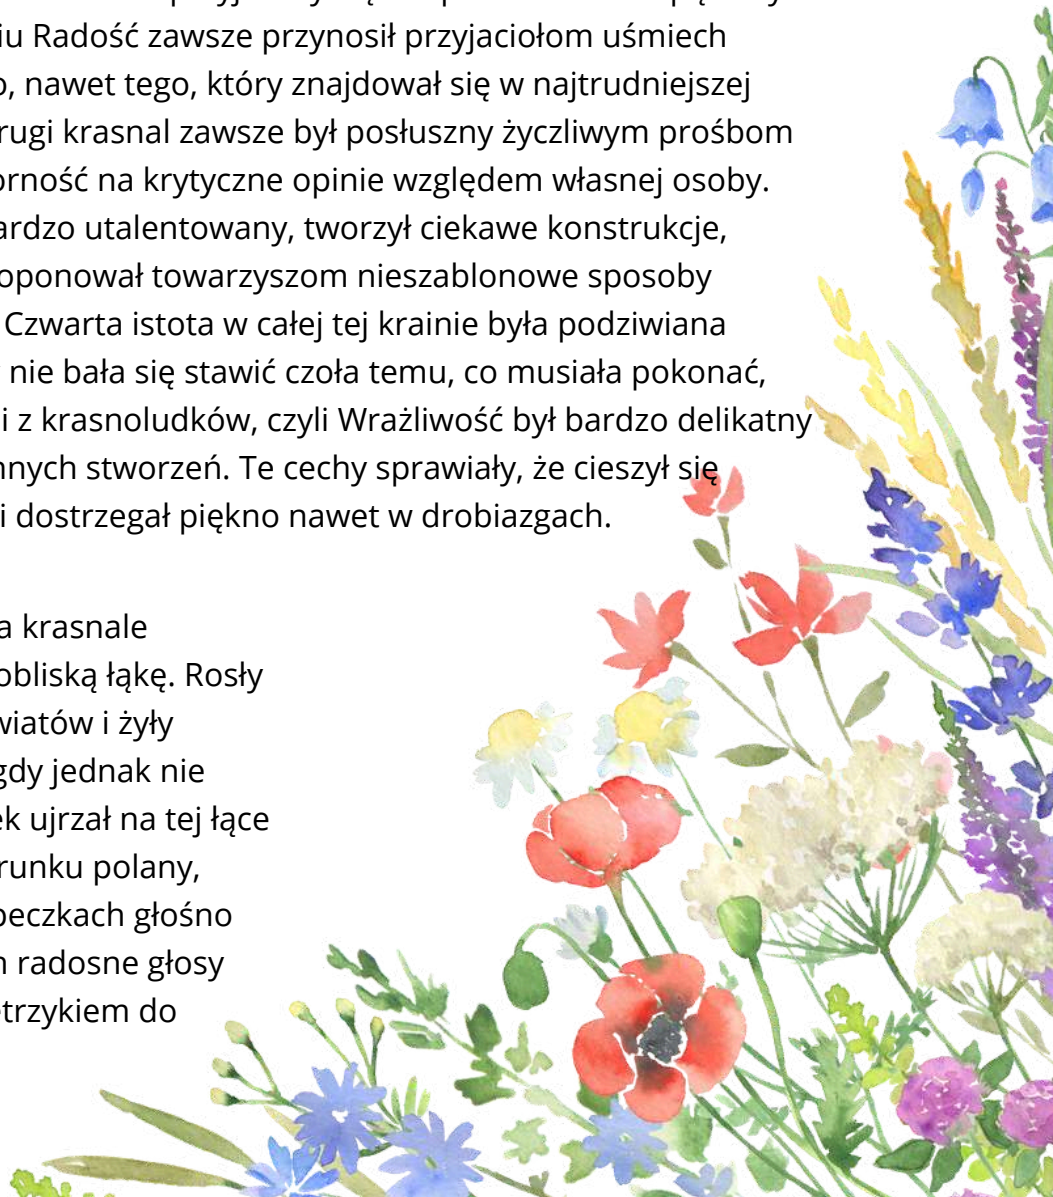 iu Radość zawsze przynosił przyjaciołom uśmiech
o, nawet tego, który znajdował się w najtrudniejszej
rugi krasnal zawsze był posłuszny życzliwym prośbom
orność na krytyczne opinie względem własnej osoby.
ardzo utalentowany, tworzył ciekawe konstrukcje,
oponował towarzyszom nieszablonowe sposoby
Czwarta istota w całej tej krainie była podziwiana
nie bała się stawić czoła temu, co musiała pokonać,
i z krasnoludków, czyli Wrażliwość był bardzo delikatny
nnych stworzeń. Te cechy sprawiały, że cieszył się
i dostrzegał piękno nawet w drobiazgach.
a krasnale
obliską łąkę. Rosły
wiatów i żyły
gdy jednak nie
ek ujrzał na tej łące
runku polany,
peczkach głośno
radosne głosy
etrzykiem do